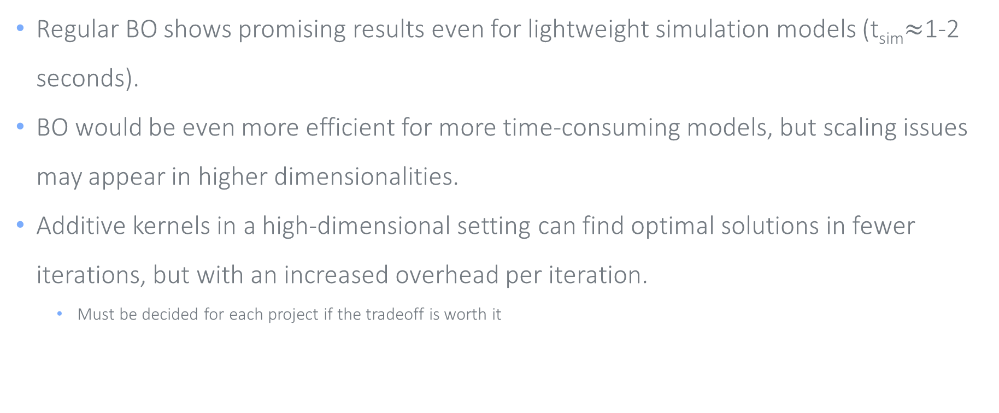 • Regular BO shows promising results even for lightweight simulation models (tsim≈1-2
seconds).
• BO would be even more efficient for more time-consuming models, but scaling issues
may appear in higher dimensionalities.
• Additive kernels in a high-dimensional setting can find optimal solutions in fewer
iterations, but with an increased overhead per iteration.
• Must be decided for each project if the tradeoff is worth it